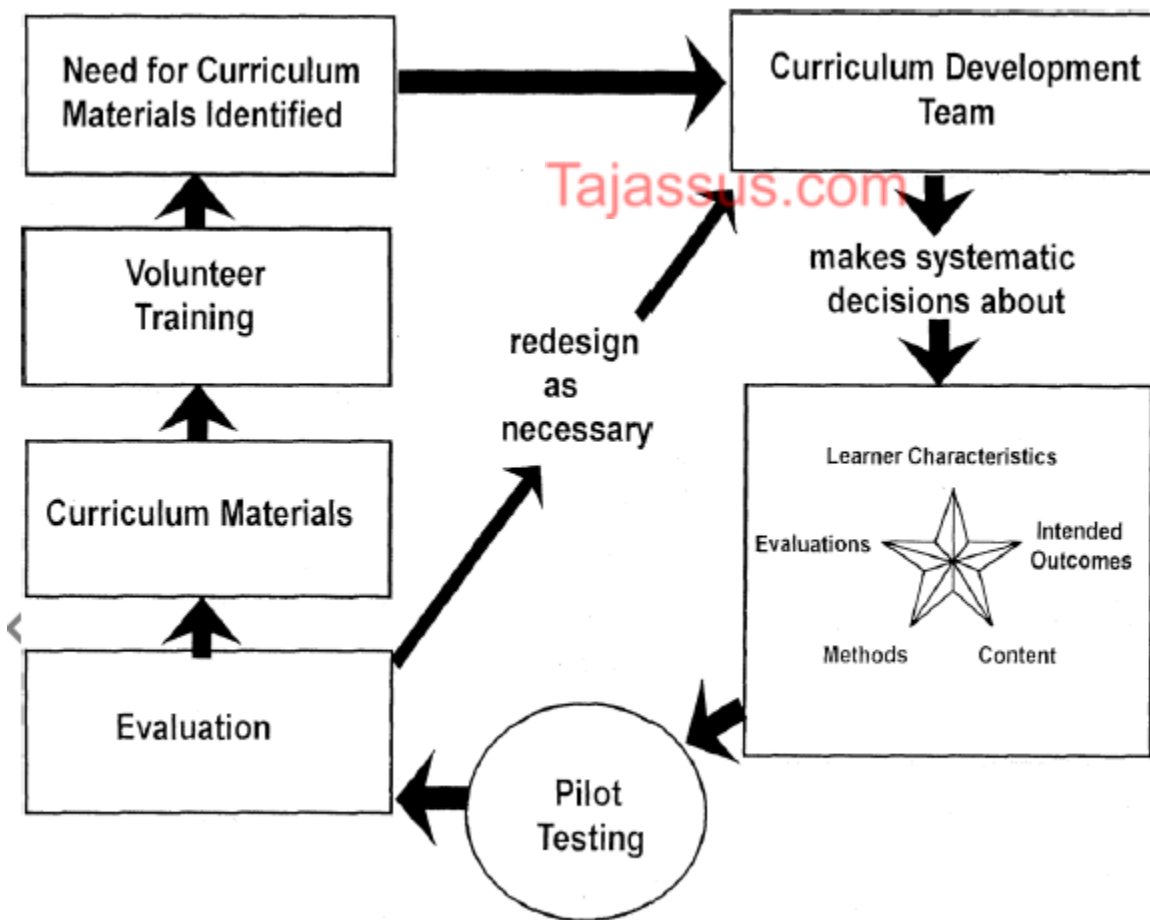 Need for Curriculum
Materials Identified
Curriculum Development
Team
Tajassus.com
makes systematic
decisions about
Volunteer
Training
redesign
as
necessary
Learner Characteristics
Evaluations
Intended
Outcomes
Methods
Content
Curriculum Materials
Evaluation
Pilot
Testing